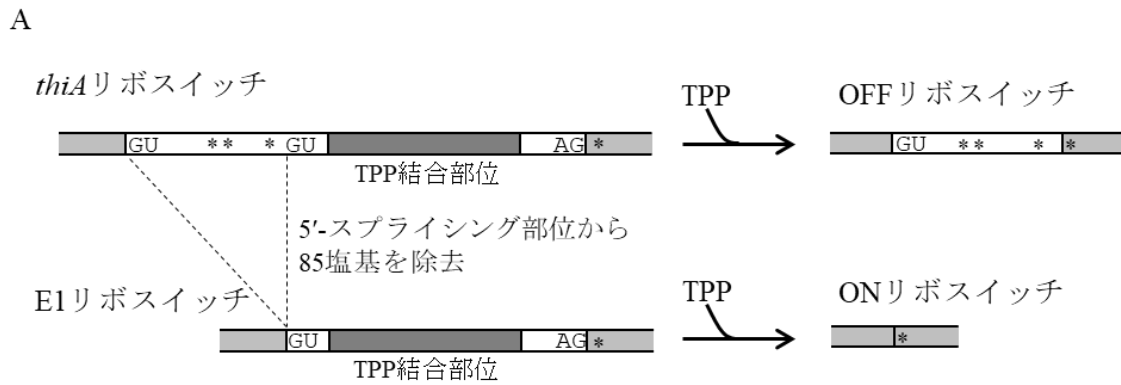 A
thiAリボスイッチ
TPP
OFFリボスイッチ
GU ** * GU AG *
GU ** * *
TPP結合部位
5'-スプライシング部位から
85塩基を除去
E1リボスイッチ
TPP
ONリボスイッチ
GU AG *
*
TPP結合部位